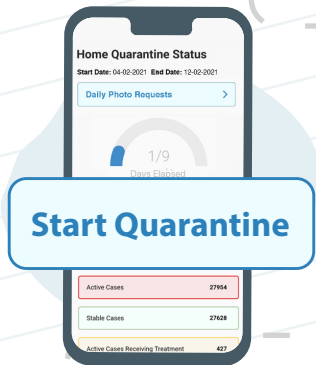 Home Quarantine Status
Start Date: 04-02-2021 End Date: 12-02-2021
Daily Photo Requests >
1/9
Days Elapsed
Start Quarantine
Active Cases 27954
Stable Cases 27628
Active Cases Receiving Treatment 427